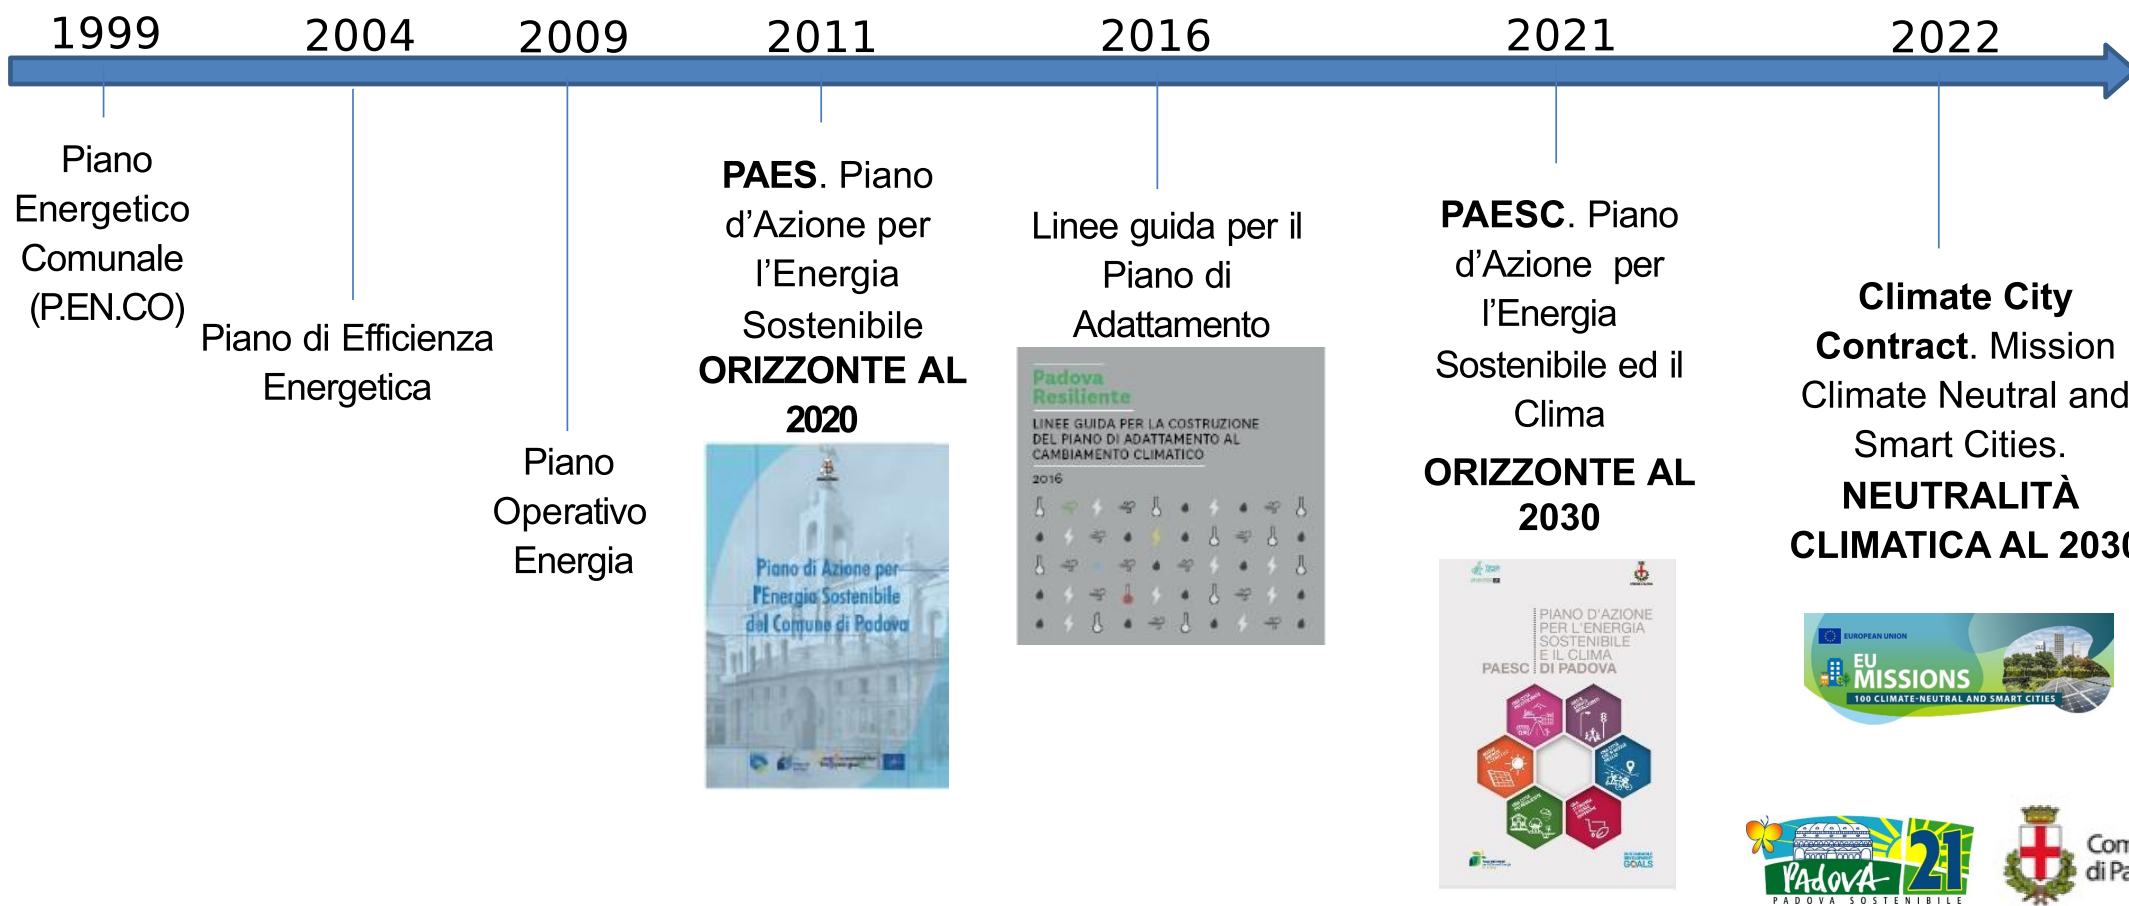 1999
2004
2009
2011
2016
2021
2022
Piano
Energetico
Comunale
(P.EN.CO)
Piano di Efficienza
Energetica
Piano
Operativo
Energia
PAES. Piano
d’Azione per
l’Energia
Sostenibile
ORIZZONTE AL
2020
Piano di Azione per
l'Energia Sostenibile
del Comune di Padova
Linee guida per il
Piano di
Adattamento
Padova
Resiliente
LINEE GUIDA PER LA COSTRUZIONE
DEL PIANO DI ADATTAMENTO AL
CAMBIAMENTO CLIMATICO
2016
PAESC. Piano
d’Azione per
l’Energia
Sostenibile ed il
Clima
ORIZZONTE AL
2030
PIANO D'AZIONE
PER L'ENERGIA
SOSTENIBILE
E IL CLIMA
PAESC DI PADOVA
SUSTAINABLE
DEVELOPMENT
GOALS
Climate City
Contract. Mission
Climate Neutral and
Smart Cities.
NEUTRALITÀ
CLIMATICA AL 2030
EUROPEAN UNION
EU
MISSIONS
100 CLIMATE-NEUTRAL AND SMART CITIES
PADOVA 21
PADOVA SOSTENIBILE
Com
di Pa